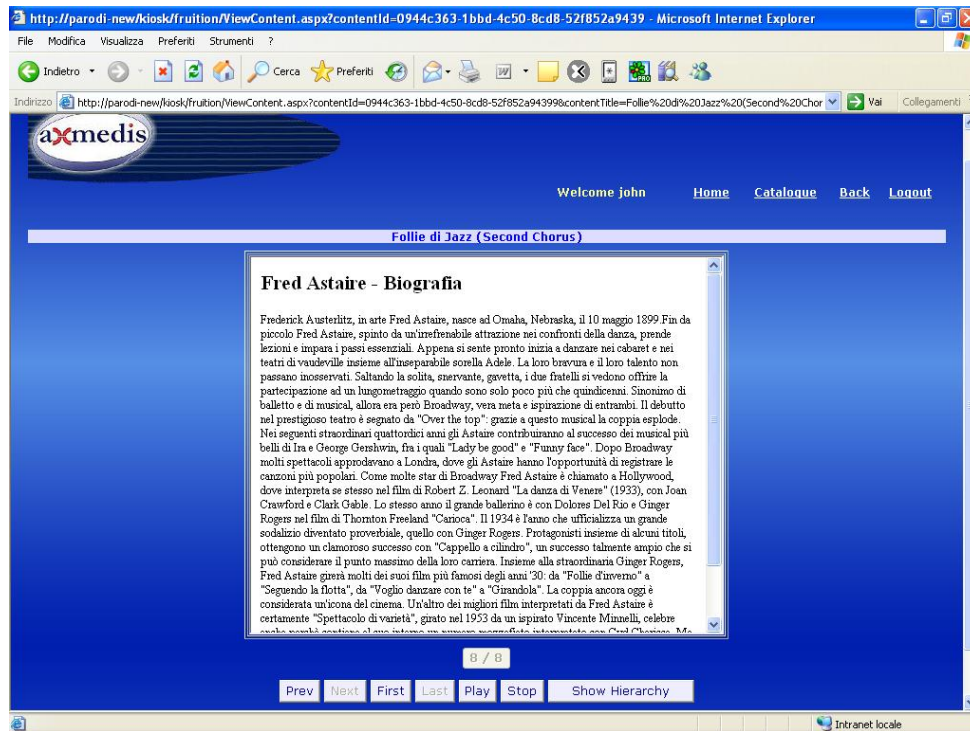 http://parodi-new/kiosk/fruition/ViewContent.aspx?contentId=0944c363-1bbd-4c50-8cd8-52f852a9439 - Microsoft Internet Explorer
File Modifica Visualizza Preferiti Strumenti ?
Indietro Cerca Preferiti
Indirizzo http://parodi-new/kiosk/fruition/ViewContent.aspx?contentId=0944c363-1bbd-4c50-8cd8-52f852a94399&contentTitle=Follie%20di%20Jazz%20(Second%20Chor Vai Collegamenti
axmedis
Welcome john Home Catalogue Back Logout
Follie di Jazz (Second Chorus)
Fred Astaire - Biografia
Frederick Austerlitz, in arte Fred Astaire, nasce ad Omaha, Nebraska, il 10 maggio 1899.Fin da
piccolo Fred Astaire, spinto da un'irrefrenabile attrazione nei confronti della danza, prende
lezioni e impara i passi essenziali. Appena si sente pronto inizia a danzare nei cabaret e nei
teatri di vaudeville insieme all'inseparabile sorella Adele. La loro bravura e il loro talento non
passano inosservati. Saltando la solita, snervante, gavetta, i due fratelli si vedono offrire la
partecipazione ad un lungometraggio quando sono solo poco più che quindicenni. Sinonimo di
balletto e di musical, allora era però Broadway, vera meta e ispirazione di entrambi. Il debutto
nel prestigioso teatro è segnato da "Over the top": grazie a questo musical la coppia esplode.
Nei seguenti straordinari quattordici anni gli Astaire contribuiranno al successo dei musical più
belli di Ira e George Gershwin, fra i quali "Lady be good" e "Funny face". Dopo Broadway
molti spettacoli approdavano a Londra, dove gli Astaire hanno l'opportunità di registrare le
canzoni più popolari. Come molte star di Broadway Fred Astaire è chiamato a Hollywood,
dove interpreta se stesso nel film di Robert Z. Leonard "La danza di Venere" (1933), con Joan
Crawford e Clark Gable. Lo stesso anno il grande ballerino è con Dolores Del Rio e Ginger
Rogers nel film di Thornton Freeland "Carioca". Il 1934 è l'anno che ufficializza un grande
sodalizio diventato proverbiale, quello con Ginger Rogers. Protagonisti insieme di alcuni titoli,
ottengono un clamoroso successo con "Cappello a cilindro", un successo talmente ampio che si
può considerare il punto massimo della loro carriera. Insieme alla straordinaria Ginger Rogers,
Fred Astaire girerà molti dei suoi film più famosi degli anni '30: da "Follie d'inverno" a
"Seguendo la flotta", da "Voglio danzare con te" a "Girandola". La coppia ancora oggi è
considerata un'icona del cinema. Un'altro dei migliori film interpretati da Fred Astaire è
certamente "Spettacolo di varietà", girato nel 1953 da un ispirato Vincente Minnelli, celebre
anche perché contiene al suo interno un numero mozzafiato interpretato con Cyd Charisse. Ma
8 / 8
Prev Next First Last Play Stop Show Hierarchy
Intranet locale